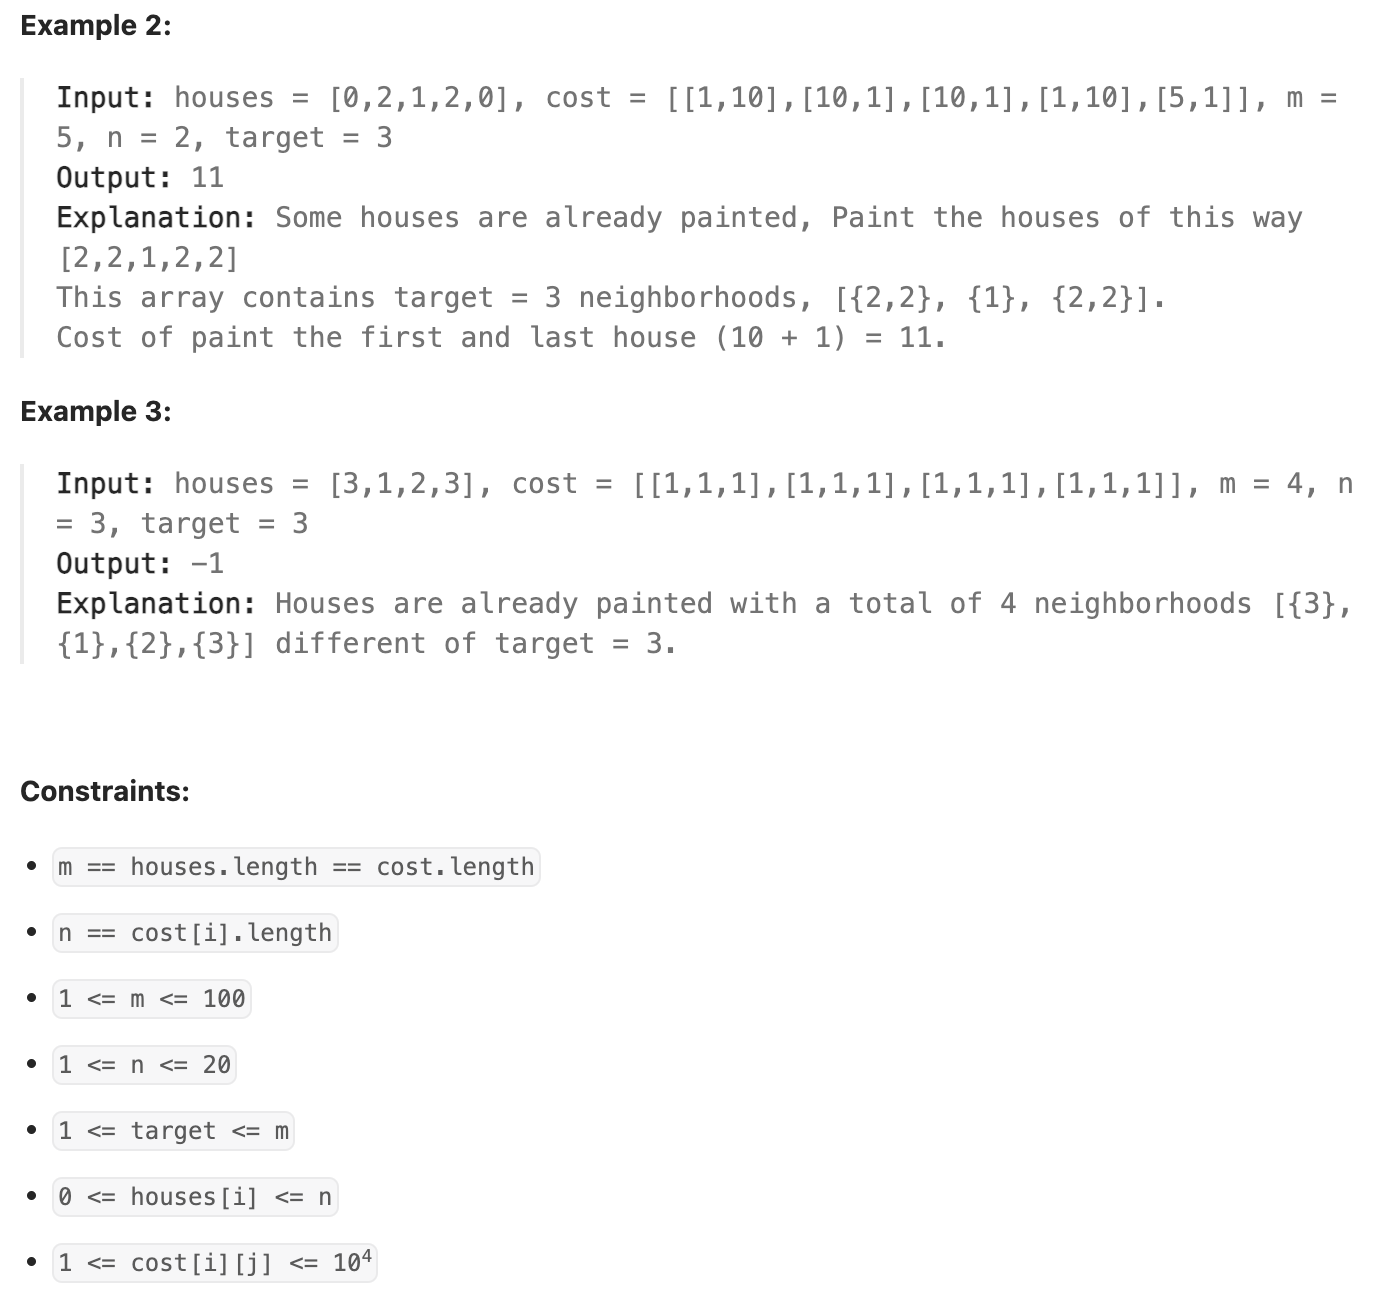 Example 2:
Input: houses = [0,2,1,2,0], cost = [[1,10],[10,1],[10,1],[1,10],[5,1]], m =
5, n = 2, target = 3
Output: 11
Explanation: Some houses are already painted, Paint the houses of this way
[2,2,1,2,2]
This array contains target = 3 neighborhoods, [{2,2}, {1}, {2,2}].
Cost of paint the first and last house (10 + 1) = 11.
Example 3:
Input: houses = [3,1,2,3], cost = [[1,1,1],[1,1,1],[1,1,1],[1,1,1]], m = 4, n
= 3, target = 3
Output: −1
Explanation: Houses are already painted with a total of 4 neighborhoods [{3},
{1},{2},{3}] different of target = 3.
Constraints:
• m == houses.length == cost.length
• n == cost[i].length
• 1 <= m <= 100
• 1 <= n <= 20
• 1 <= target <= m
• 0 <= houses[i] <= n
• 1 <= cost[i][j] <= 10⁴